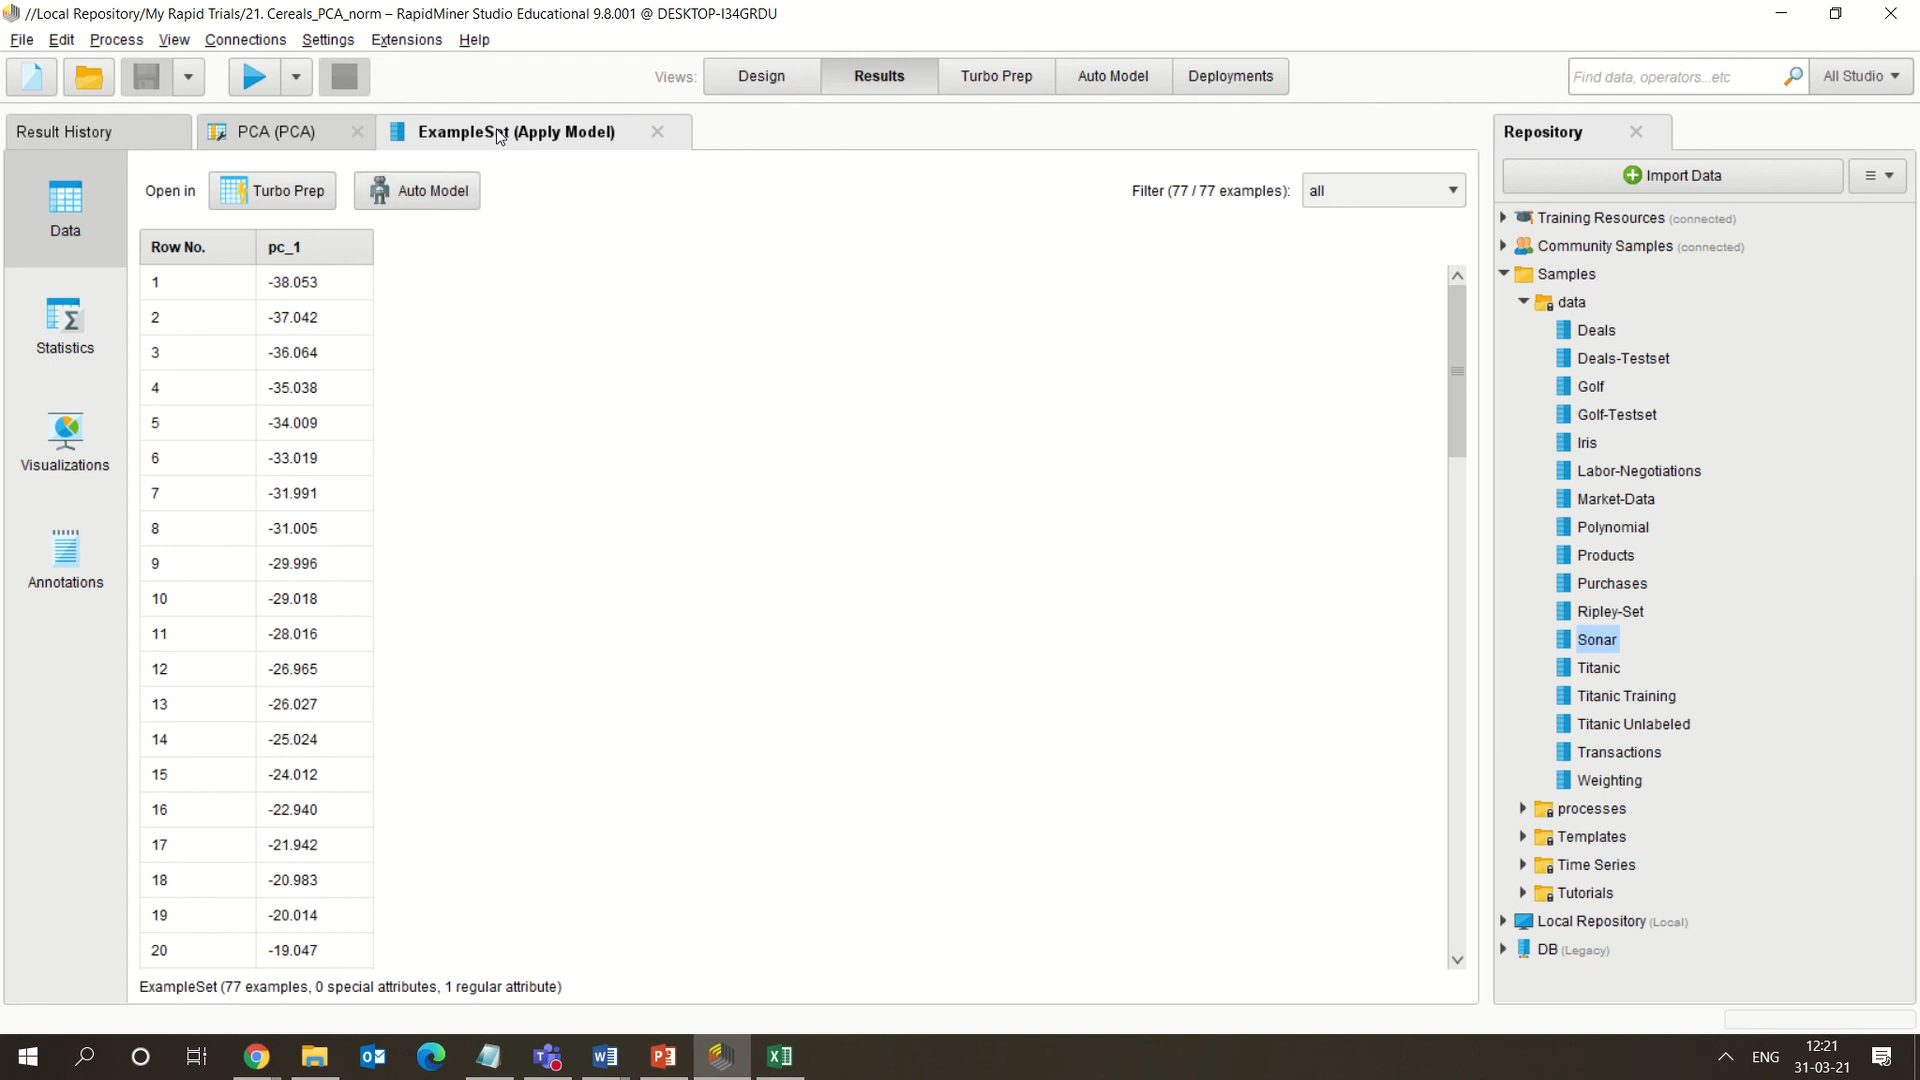 //Local Repository/My Rapid Trials/21. Cereals_PCA_norm – RapidMiner Studio Educational 9.8.001 @ DESKTOP-I34GRDU
File Edit Process View Connections Settings Extensions Help
Views: Design Results Turbo Prep Auto Model Deployments
Find data, operators...etc
All Studio
Result History
PCA (PCA)
ExampleSet (Apply Model)
Repository
Data
Statistics
Visualizations
Annotations
Open in Turbo Prep Auto Model
Filter (77 / 77 examples): all
Row No. pc_1
1 -38.053
2 -37.042
3 -36.064
4 -35.038
5 -34.009
6 -33.019
7 -31.991
8 -31.005
9 -29.996
10 -29.018
11 -28.016
12 -26.965
13 -26.027
14 -25.024
15 -24.012
16 -22.940
17 -21.942
18 -20.983
19 -20.014
20 -19.047
ExampleSet (77 examples, 0 special attributes, 1 regular attribute)
Import Data
Training Resources (connected)
Community Samples (connected)
Samples
data
Deals
Deals-Testset
Golf
Golf-Testset
Iris
Labor-Negotiations
Market-Data
Polynomial
Products
Purchases
Ripley-Set
Sonar
Titanic
Titanic Training
Titanic Unlabeled
Transactions
Weighting
processes
Templates
Time Series
Tutorials
Local Repository (Local)
DB (Legacy)
ENG
12:21
31-03-21